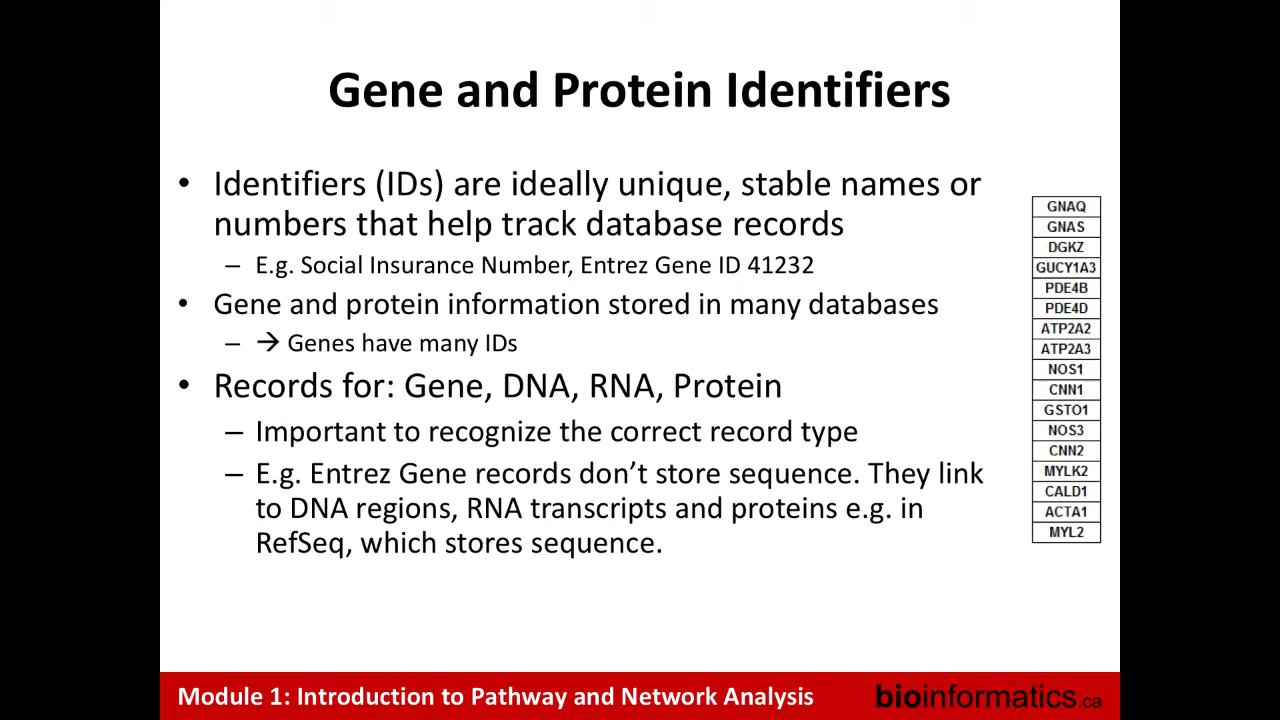 Gene and Protein Identifiers
• Identifiers (IDs) are ideally unique, stable names or
numbers that help track database records
– E.g. Social Insurance Number, Entrez Gene ID 41232
• Gene and protein information stored in many databases
– → Genes have many IDs
• Records for: Gene, DNA, RNA, Protein
– Important to recognize the correct record type
– E.g. Entrez Gene records don’t store sequence. They link
to DNA regions, RNA transcripts and proteins e.g. in
RefSeq, which stores sequence.
GNAQ
GNAS
DGKZ
GUCY1A3
PDE4B
PDE4D
ATP2A2
ATP2A3
NOS1
CNN1
GSTO1
NOS3
CNN2
MYLK2
CALD1
ACTA1
MYL2
Module 1: Introduction to Pathway and Network Analysis
bioinformatics.ca